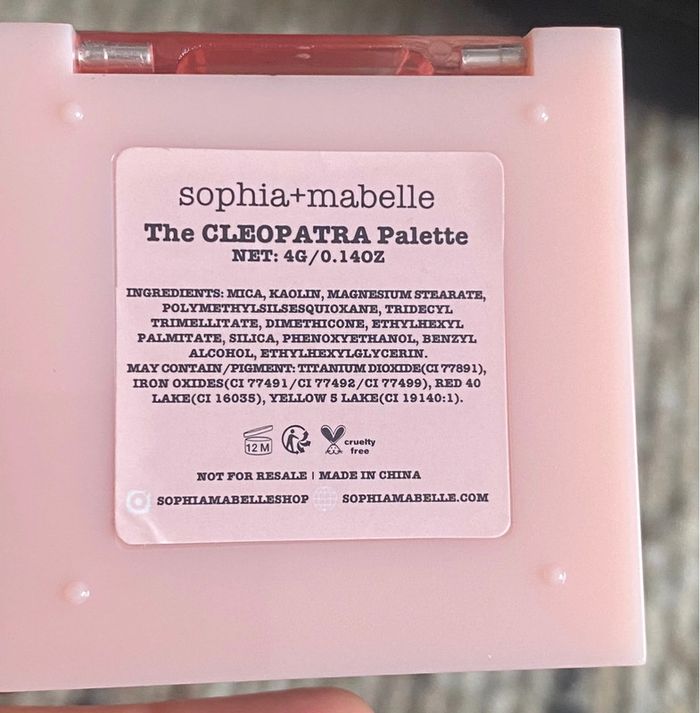 sophia+mabelle
The CLEOPATRA Palette
NET: 4G/0.14OZ
INGREDIENTS: MICA, KAOLIN, MAGNESIUM STEARATE,
POLYMETHYLSILSESQUIOXANE, TRIDECYL
TRIMELLITATE, DIMETHICONE, ETHYLHEXYL
PALMITATE, SILICA, PHENOXYETHANOL, BENZYL
ALCOHOL, ETHYLHEXYLGLYCERIN.
MAY CONTAIN/PIGMENT: TITANIUM DIOXIDE(CI 77891),
IRON OXIDES(CI 77491/CI 77492/CI 77499), RED 40
LAKE(CI 16035), YELLOW 5 LAKE(CI 19140:1).
12 M
cruelty
free
NOT FOR RESALE | MADE IN CHINA
SOPHIAMABELLESHOP SOPHIAMABELLE.COM